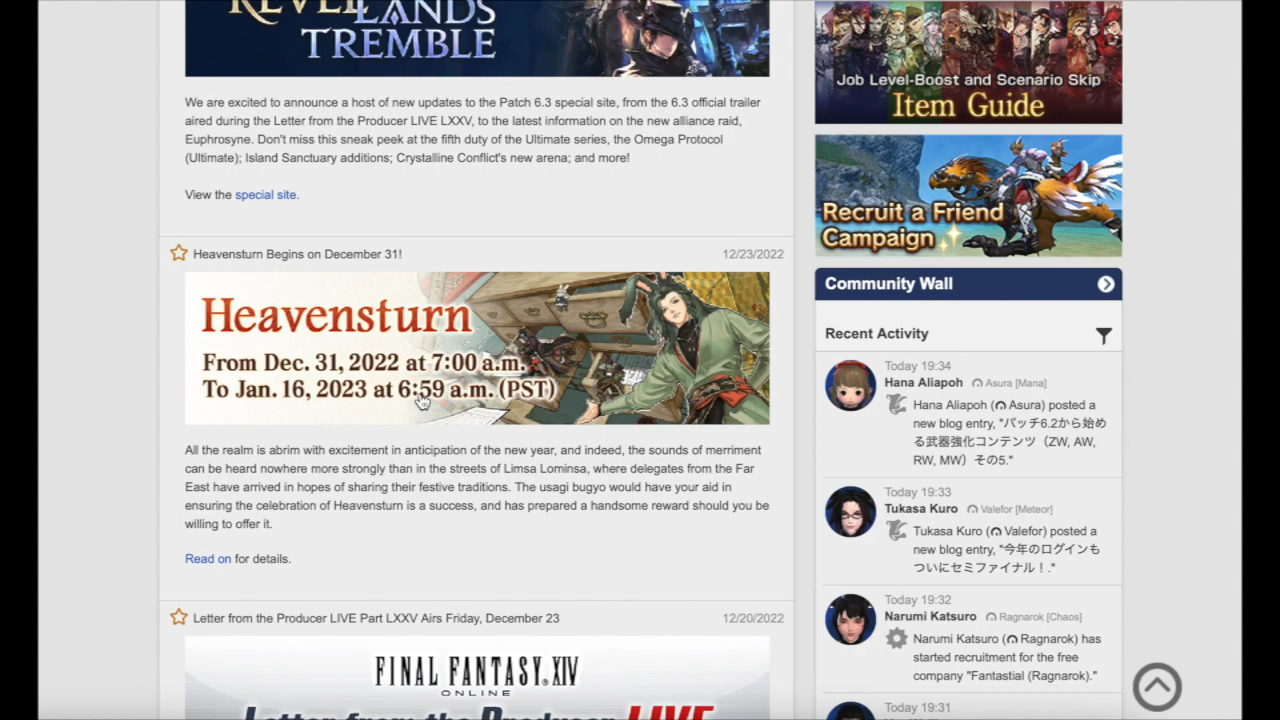 LANDS
TREMBLE
We are excited to announce a host of new updates to the Patch 6.3 special site, from the 6.3 official trailer
aired during the Letter from the Producer LIVE LXXV, to the latest information on the new alliance raid,
Euphrosyne. Don't miss this sneak peek at the fifth duty of the Ultimate series, the Omega Protocol
(Ultimate); Island Sanctuary additions; Crystalline Conflict's new arena; and more!
View the special site.
Heavensturn Begins on December 31!
12/23/2022
Heavensturn
From Dec. 31, 2022 at 7:00 a.m.
To Jan. 16, 2023 at 6:59 a.m. (PST)
All the realm is abrim with excitement in anticipation of the new year, and indeed, the sounds of merriment
can be heard nowhere more strongly than in the streets of Limsa Lominsa, where delegates from the Far
East have arrived in hopes of sharing their festive traditions. The usagi bugyo would have your aid in
ensuring the celebration of Heavensturn is a success, and has prepared a handsome reward should you be
willing to offer it.
Read on for details.
Letter from the Producer LIVE Part LXXV Airs Friday, December 23
12/20/2022
FINAL FANTASY XIV
ONLINE
Letter from the Producer LIVE
Job Level-Boost and Scenario Skip
Item Guide
Recruit a Friend
Campaign
Community Wall
Recent Activity
Today 19:34
Hana Aliapoh Asura [Mana]
Hana Aliapoh (Asura) posted a
new blog entry, "パッチ6.2から始め
る武器強化コンテンツ（ZW, AW,
RW, MW）その5."
Today 19:33
Tukasa Kuro Valefor [Meteor]
Tukasa Kuro (Valefor) posted a
new blog entry, "今年のログインも
ついにセミファイナル！."
Today 19:32
Narumi Katsuro Ragnarok [Chaos]
Narumi Katsuro (Ragnarok) has
started recruitment for the free
company "Fantastial (Ragnarok)."
Today 19:31